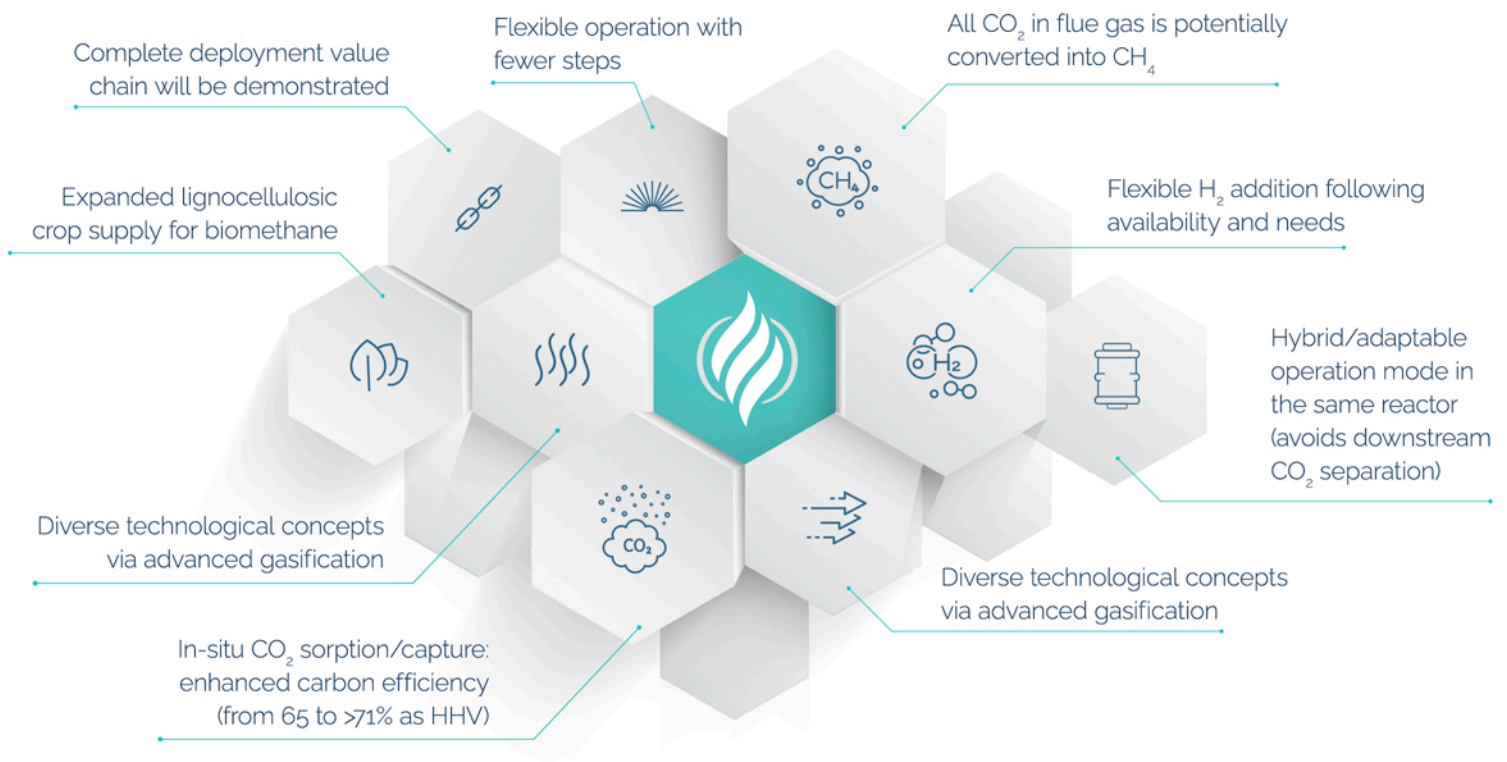 Flexible operation with
fewer steps
All CO₂ in flue gas is potentially
converted into CH₄
Complete deployment value
chain will be demonstrated
Expanded lignocellulosic
crop supply for biomethane
Flexible H₂ addition following
availability and needs
CH₄
H₂
Hybrid/adaptable
operation mode in
the same reactor
(avoids downstream
CO₂ separation)
Diverse technological concepts
via advanced gasification
CO₂
Diverse technological concepts
via advanced gasification
In-situ CO₂ sorption/capture:
enhanced carbon efficiency
(from 65 to >71% as HHV)